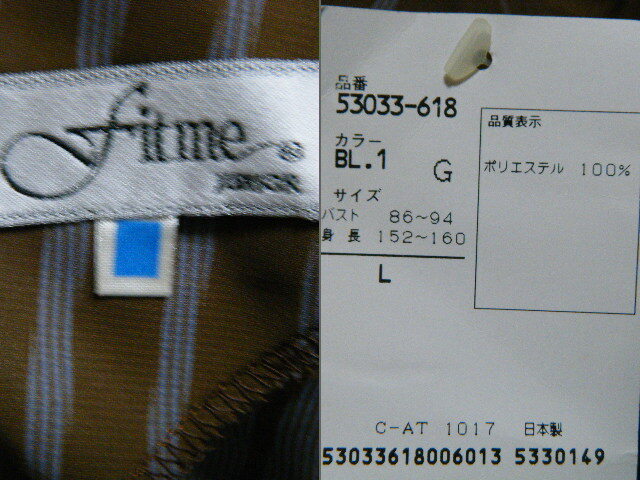 Fit me
®
JUNIOR
品番
53033-618
カラー
BL.1
G
サイズ
バスト 86~94
身長 152~160
L
品質表示
ポリエステル 100%
C-AT 1017 日本製
53033618006013 5330149